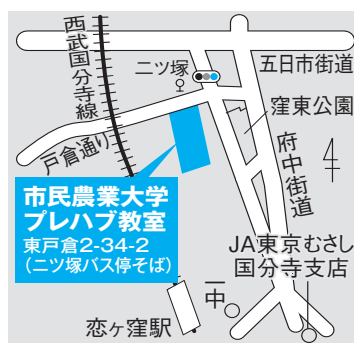 西武国分寺線
二ツ塚
五日市街道
窪東公園
戸倉通り
府中街道
市民農業大学
プレハブ教室
東戸倉2-34-2
（二ツ塚バス停そば）
JA東京むさし
国分寺支店
一中
恋ヶ窪駅